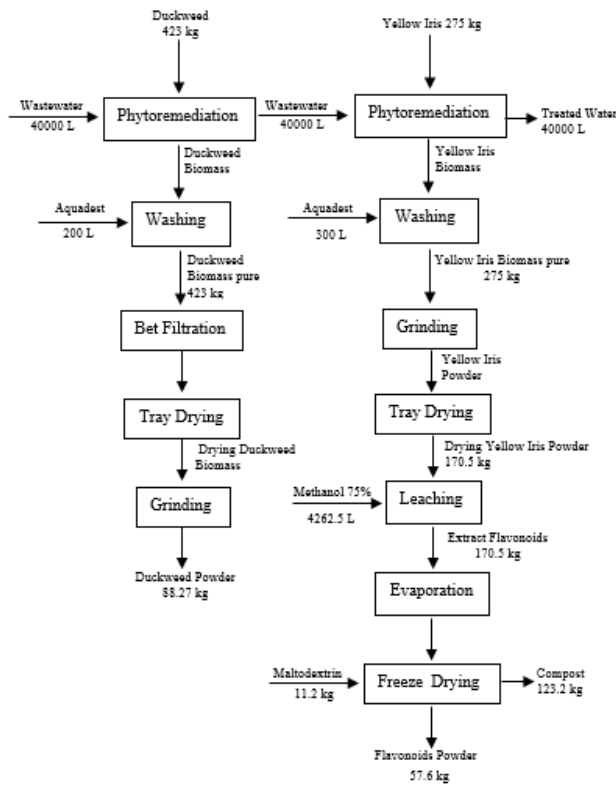 Duckweed
423 kg
Wastewater
40000 L
Phytoremediation
Duckweed
Biomass
Aquadest
200 L
Washing
Duckweed
Biomass pure
423 kg
Bet Filtration
Tray Drying
Drying Duckweed
Biomass
Grinding
Duckweed Powder
88.27 kg
Yellow Iris 275 kg
Wastewater
40000 L
Phytoremediation
Treated Water
40000 L
Yellow Iris
Biomass
Aquadest
300 L
Washing
Yellow Iris Biomass pure
275 kg
Grinding
Yellow Iris
Powder
Tray Drying
Drying Yellow Iris Powder
170.5 kg
Methanol 75%
4262.5 L
Leaching
Extract Flavonoids
170.5 kg
Evaporation
Maltodextrin
11.2 kg
Freeze Drying
Compost
123.2 kg
Flavonoids Powder
57.6 kg